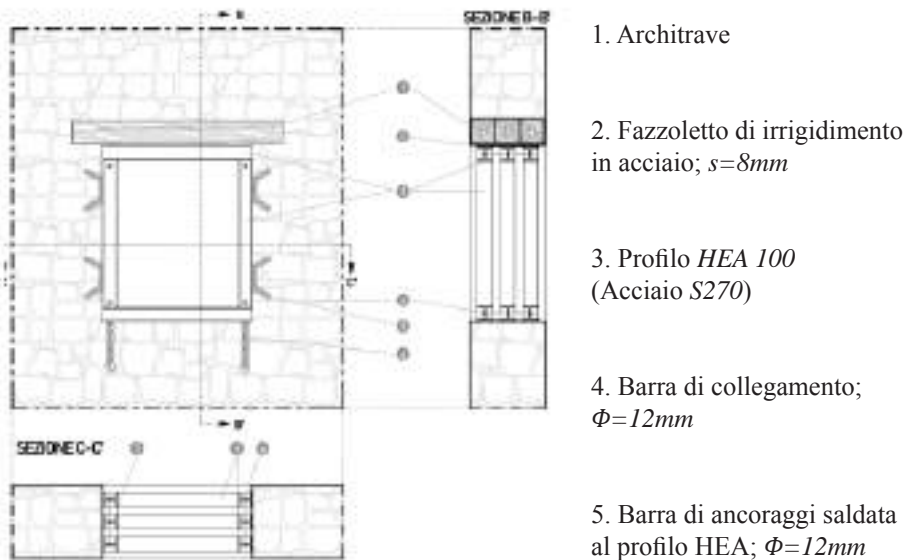 SEZIONE B-B'
1. Architrave
2. Fazzoletto di irrigidimento
in acciaio; s=8mm
3. Profilo HEA 100
(Acciaio S270)
4. Barra di collegamento;
Φ=12mm
5. Barra di ancoraggi saldata
al profilo HEA; Φ=12mm
SEZIONE C-C'